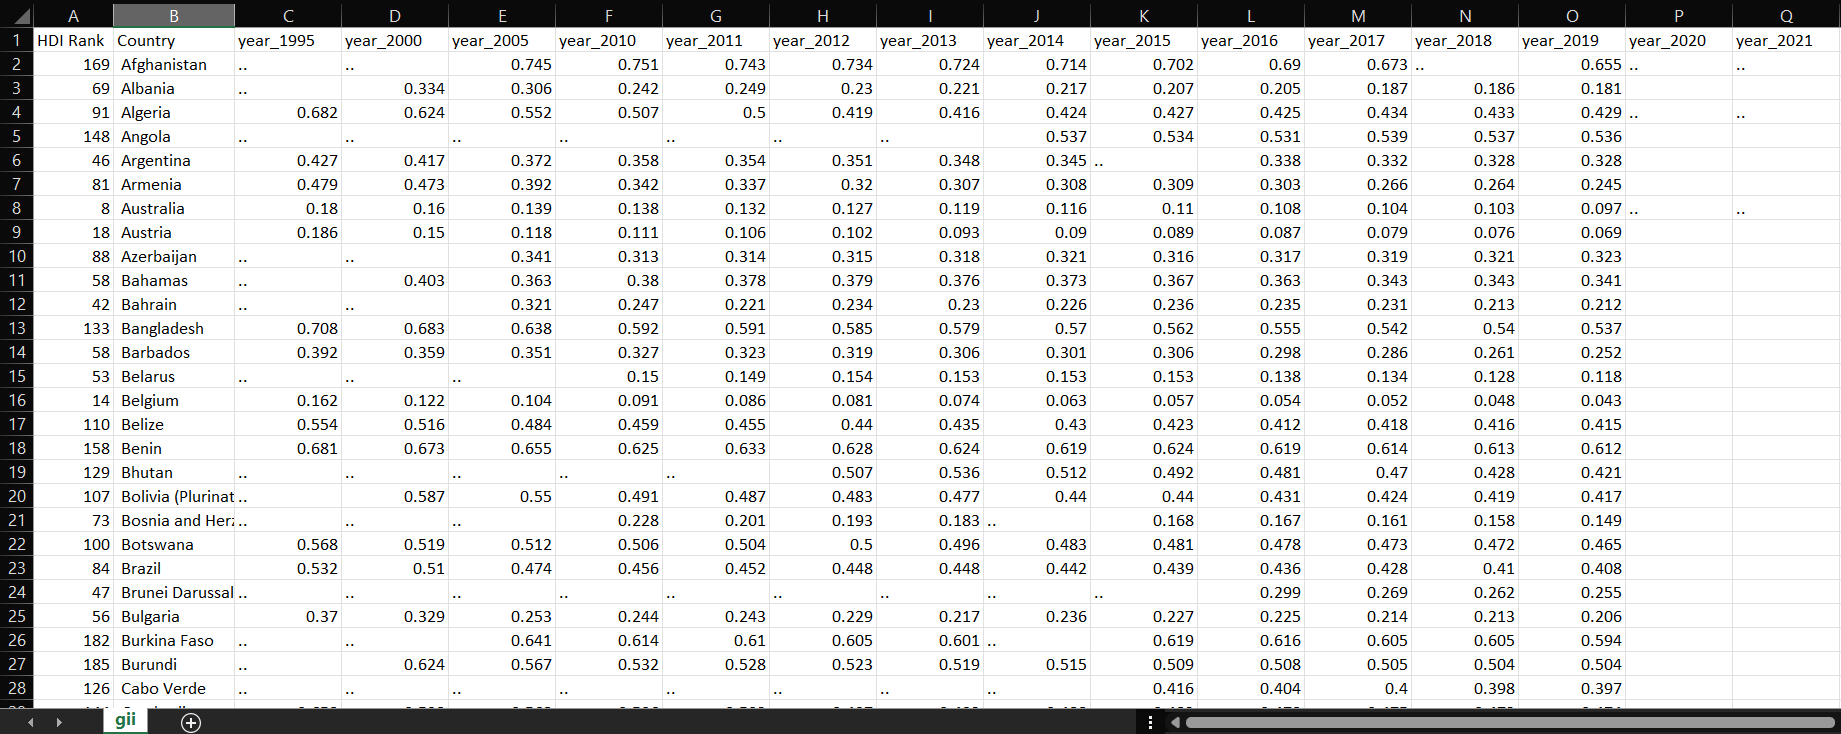 A B C D E F G H I J K L M N O P Q
1 HDI Rank Country year_1995 year_2000 year_2005 year_2010 year_2011 year_2012 year_2013 year_2014 year_2015 year_2016 year_2017 year_2018 year_2019 year_2020 year_2021
2 169 Afghanistan .. .. 0.745 0.751 0.743 0.734 0.724 0.714 0.702 0.69 0.673 .. 0.655 .. ..
3 69 Albania .. 0.334 0.306 0.242 0.249 0.23 0.221 0.217 0.207 0.205 0.187 0.186 0.181
4 91 Algeria 0.682 0.624 0.552 0.507 0.5 0.419 0.416 0.424 0.427 0.425 0.434 0.433 0.429 .. ..
5 148 Angola .. .. .. .. .. .. .. 0.537 0.534 0.531 0.539 0.537 0.536
6 46 Argentina 0.427 0.417 0.372 0.358 0.354 0.351 0.348 0.345 .. 0.338 0.332 0.328 0.328
7 81 Armenia 0.479 0.473 0.392 0.342 0.337 0.32 0.307 0.308 0.309 0.303 0.266 0.264 0.245
8 8 Australia 0.18 0.16 0.139 0.138 0.132 0.127 0.119 0.116 0.11 0.108 0.104 0.103 0.097 .. ..
9 18 Austria 0.186 0.15 0.118 0.111 0.106 0.102 0.093 0.09 0.089 0.087 0.079 0.076 0.069
10 88 Azerbaijan .. .. 0.341 0.313 0.314 0.315 0.318 0.321 0.316 0.317 0.319 0.321 0.323
11 58 Bahamas .. 0.403 0.363 0.38 0.378 0.379 0.376 0.373 0.367 0.363 0.343 0.343 0.341
12 42 Bahrain .. .. 0.321 0.247 0.221 0.234 0.23 0.226 0.236 0.235 0.231 0.213 0.212
13 133 Bangladesh 0.708 0.683 0.638 0.592 0.591 0.585 0.579 0.57 0.562 0.555 0.542 0.54 0.537
14 58 Barbados 0.392 0.359 0.351 0.327 0.323 0.319 0.306 0.301 0.306 0.298 0.286 0.261 0.252
15 53 Belarus .. .. .. 0.15 0.149 0.154 0.153 0.153 0.153 0.138 0.134 0.128 0.118
16 14 Belgium 0.162 0.122 0.104 0.091 0.086 0.081 0.074 0.063 0.057 0.054 0.052 0.048 0.043
17 110 Belize 0.554 0.516 0.484 0.459 0.455 0.44 0.435 0.43 0.423 0.412 0.418 0.416 0.415
18 158 Benin 0.681 0.673 0.655 0.625 0.633 0.628 0.624 0.619 0.624 0.619 0.614 0.613 0.612
19 129 Bhutan .. .. .. .. .. 0.507 0.536 0.512 0.492 0.481 0.47 0.428 0.421
20 107 Bolivia (Plurinat .. 0.587 0.55 0.491 0.487 0.483 0.477 0.44 0.44 0.431 0.424 0.419 0.417
21 73 Bosnia and Her .. .. .. 0.228 0.201 0.193 0.183 .. 0.168 0.167 0.161 0.158 0.149
22 100 Botswana 0.568 0.519 0.512 0.506 0.504 0.5 0.496 0.483 0.481 0.478 0.473 0.472 0.465
23 84 Brazil 0.532 0.51 0.474 0.456 0.452 0.448 0.448 0.442 0.439 0.436 0.428 0.41 0.408
24 47 Brunei Darussal .. .. .. .. .. .. .. .. .. 0.299 0.269 0.262 0.255
25 56 Bulgaria 0.37 0.329 0.253 0.244 0.243 0.229 0.217 0.236 0.227 0.225 0.214 0.213 0.206
26 182 Burkina Faso .. .. 0.641 0.614 0.61 0.605 0.601 .. 0.619 0.616 0.605 0.605 0.594
27 185 Burundi .. 0.624 0.567 0.532 0.528 0.523 0.519 0.515 0.509 0.508 0.505 0.504 0.504
28 126 Cabo Verde .. .. .. .. .. .. .. .. 0.416 0.404 0.4 0.398 0.397
gii